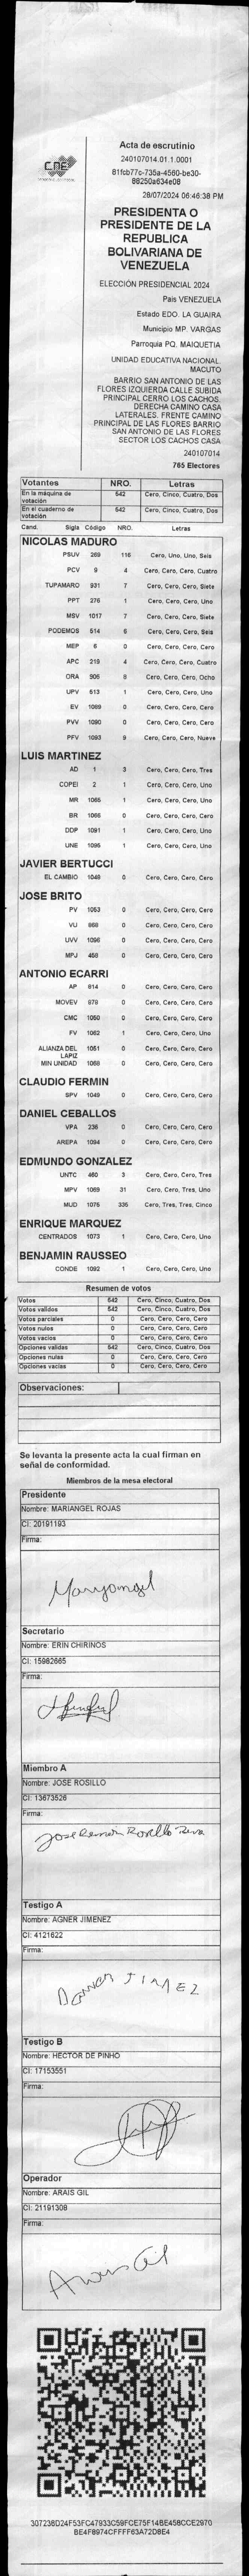 CNE
Acta de escrutinio
240107014.01.1.0001
81fcb77c-735a-4560-be30-
88250a634e08
28/07/2024 06:46:38 PM
PRESIDENTA O
PRESIDENTE DE LA
REPUBLICA
BOLIVARIANA DE
VENEZUELA
ELECCIÓN PRESIDENCIAL 2024
Pais VENEZUELA
Estado EDO. LA GUAIRA
Municipio MP. VARGAS
Parroquia PQ. MAIQUETIA
UNIDAD EDUCATIVA NACIONAL.
MACUTO
BARRIO SAN ANTONIO DE LAS
FLORES IZQUIERDA CALLE SUBIDA
PRINCIPAL CERRO LOS CACHOS.
DERECHA CAMINO CASA
LATERALES. FRENTE CAMINO
PRINCIPAL DE LAS FLORES BARRIO
SAN ANTONIO DE LAS FLORES
SECTOR LOS CACHOS CASA
240107014
765 Electores
Votantes NRO. Letras
En la máquina de votación 542 Cero, Cinco, Cuatro, Dos
En el cuaderno de votación 542 Cero, Cinco, Cuatro, Dos
Cand. Sigla Código NRO. Letras
NICOLAS MADURO
PSUV 269 116 Cero, Uno, Uno, Seis
PCV 9 4 Cero, Cero, Cero, Cuatro
TUPAMARO 931 7 Cero, Cero, Cero, Siete
PPT 276 1 Cero, Cero, Cero, Uno
MSV 1017 7 Cero, Cero, Cero, Siete
PODEMOS 514 6 Cero, Cero, Cero, Seis
MEP 6 0 Cero, Cero, Cero, Cero
APC 219 4 Cero, Cero, Cero, Cuatro
ORA 906 8 Cero, Cero, Cero, Ocho
UPV 513 1 Cero, Cero, Cero, Uno
EV 1089 0 Cero, Cero, Cero, Cero
PVV 1090 0 Cero, Cero, Cero, Cero
PFV 1093 9 Cero, Cero, Cero, Nueve
LUIS MARTINEZ
AD 1 3 Cero, Cero, Cero, Tres
COPEI 2 1 Cero, Cero, Cero, Uno
MR 1065 1 Cero, Cero, Cero, Uno
BR 1066 0 Cero, Cero, Cero, Cero
DDP 1091 1 Cero, Cero, Cero, Uno
UNE 1095 1 Cero, Cero, Cero, Uno
JAVIER BERTUCCI
EL CAMBIO 1049 0 Cero, Cero, Cero, Cero
JOSE BRITO
PV 1053 0 Cero, Cero, Cero, Cero
VU 868 0 Cero, Cero, Cero, Cero
UVV 1096 0 Cero, Cero, Cero, Cero
MPJ 458 0 Cero, Cero, Cero, Cero
ANTONIO ECARRI
AP 814 0 Cero, Cero, Cero, Cero
MOVEV 878 0 Cero, Cero, Cero, Cero
CMC 1050 0 Cero, Cero, Cero, Cero
FV 1062 1 Cero, Cero, Cero, Uno
ALIANZA DEL LAPIZ 1051 0 Cero, Cero, Cero, Cero
MIN UNIDAD 1058 0 Cero, Cero, Cero, Cero
CLAUDIO FERMIN
SPV 1049 0 Cero, Cero, Cero, Cero
DANIEL CEBALLOS
VPA 236 0 Cero, Cero, Cero, Cero
AREPA 1094 0 Cero, Cero, Cero, Cero
EDMUNDO GONZALEZ
UNTC 460 3 Cero, Cero, Cero, Tres
MPV 1069 31 Cero, Cero, Tres, Uno
MUD 1075 335 Cero, Tres, Tres, Cinco
ENRIQUE MARQUEZ
CENTRADOS 1073 1 Cero, Cero, Cero, Uno
BENJAMIN RAUSSEO
CONDE 1092 1 Cero, Cero, Cero, Uno
Resumen de votos
Votos 542 Cero, Cinco, Cuatro, Dos
Votos validos 542 Cero, Cinco, Cuatro, Dos
Votos parciales 0 Cero, Cero, Cero, Cero
Votos nulos 0 Cero, Cero, Cero, Cero
Votos vacios 0 Cero, Cero, Cero, Cero
Opciones validas 542 Cero, Cinco, Cuatro, Dos
Opciones nulas 0 Cero, Cero, Cero, Cero
Opciones vacias 0 Cero, Cero, Cero, Cero
Observaciones:
Se levanta la presente acta la cual firman en
señal de conformidad.
Miembros de la mesa electoral
Presidente
Nombre: MARIANGEL ROJAS
CI: 20191193
Firma:
Maryangel
Secretario
Nombre: ERIN CHIRINOS
CI: 15982665
Firma:
Miembro A
Nombre: JOSE ROSILLO
CI: 13673526
Firma:
Jose Ramon Rosillo
Testigo A
Nombre: AGNER JIMENEZ
CI: 4121622
Firma:
Testigo B
Nombre: HECTOR DE PINHO
CI: 17153551
Firma:
Operador
Nombre: ARAIS GIL
CI: 21191308
Firma:
Arais Gil
307236D24F53FC47933C59FCE75F14BE458CCE2970
BE4F8974CFFFF63A72D8E4